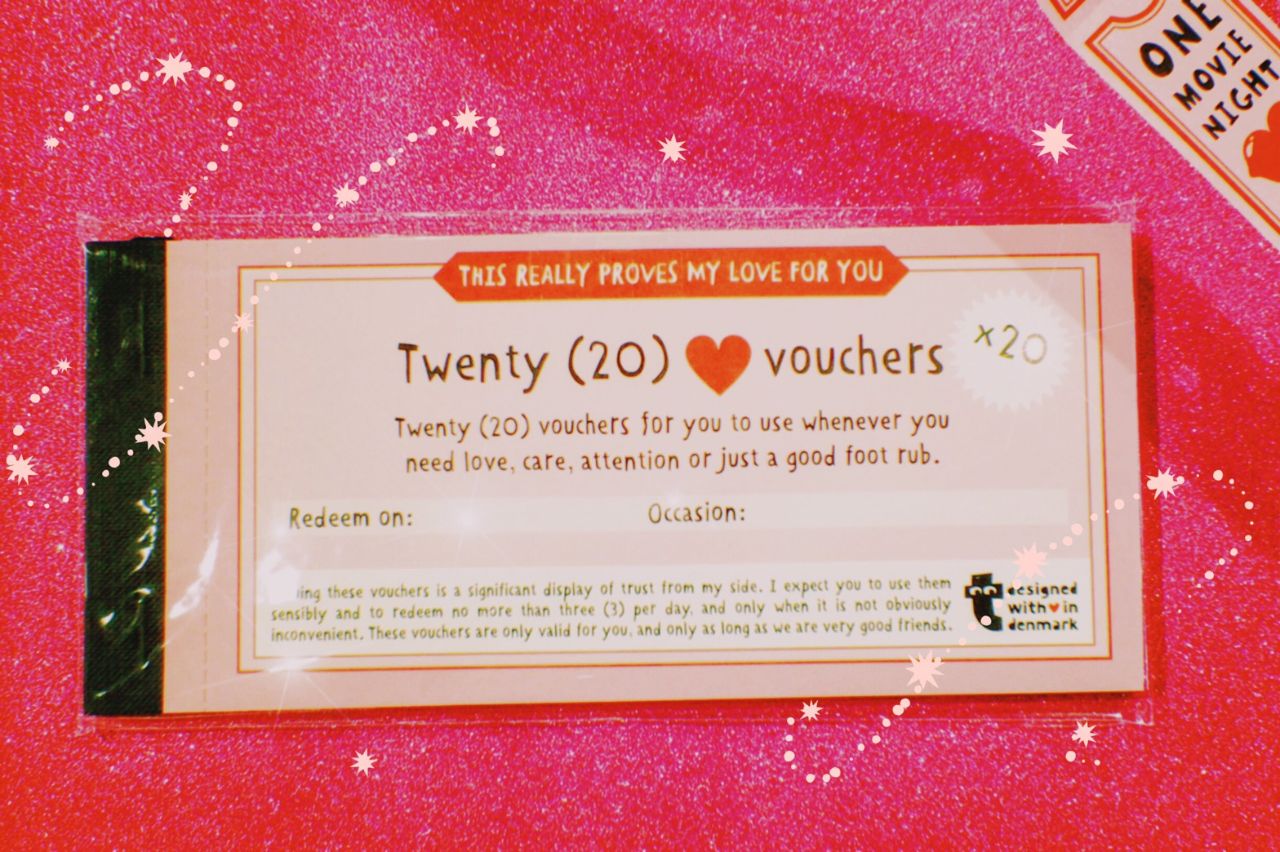 ONE
MOVIE
NIGHT
THIS REALLY PROVES MY LOVE FOR YOU
Twenty (20) ♥ vouchers
x20
Twenty (20) vouchers for you to use whenever you
need love, care, attention or just a good foot rub.
Redeem on: Occasion:
these vouchers is a significant display of trust from my side. I expect you to use them
sensibly and to redeem no more than three (3) per day, and only when it is not obviously
inconvenient. These vouchers are only valid for you, and only as long as we are very good friends.
designed
with♥in
denmark